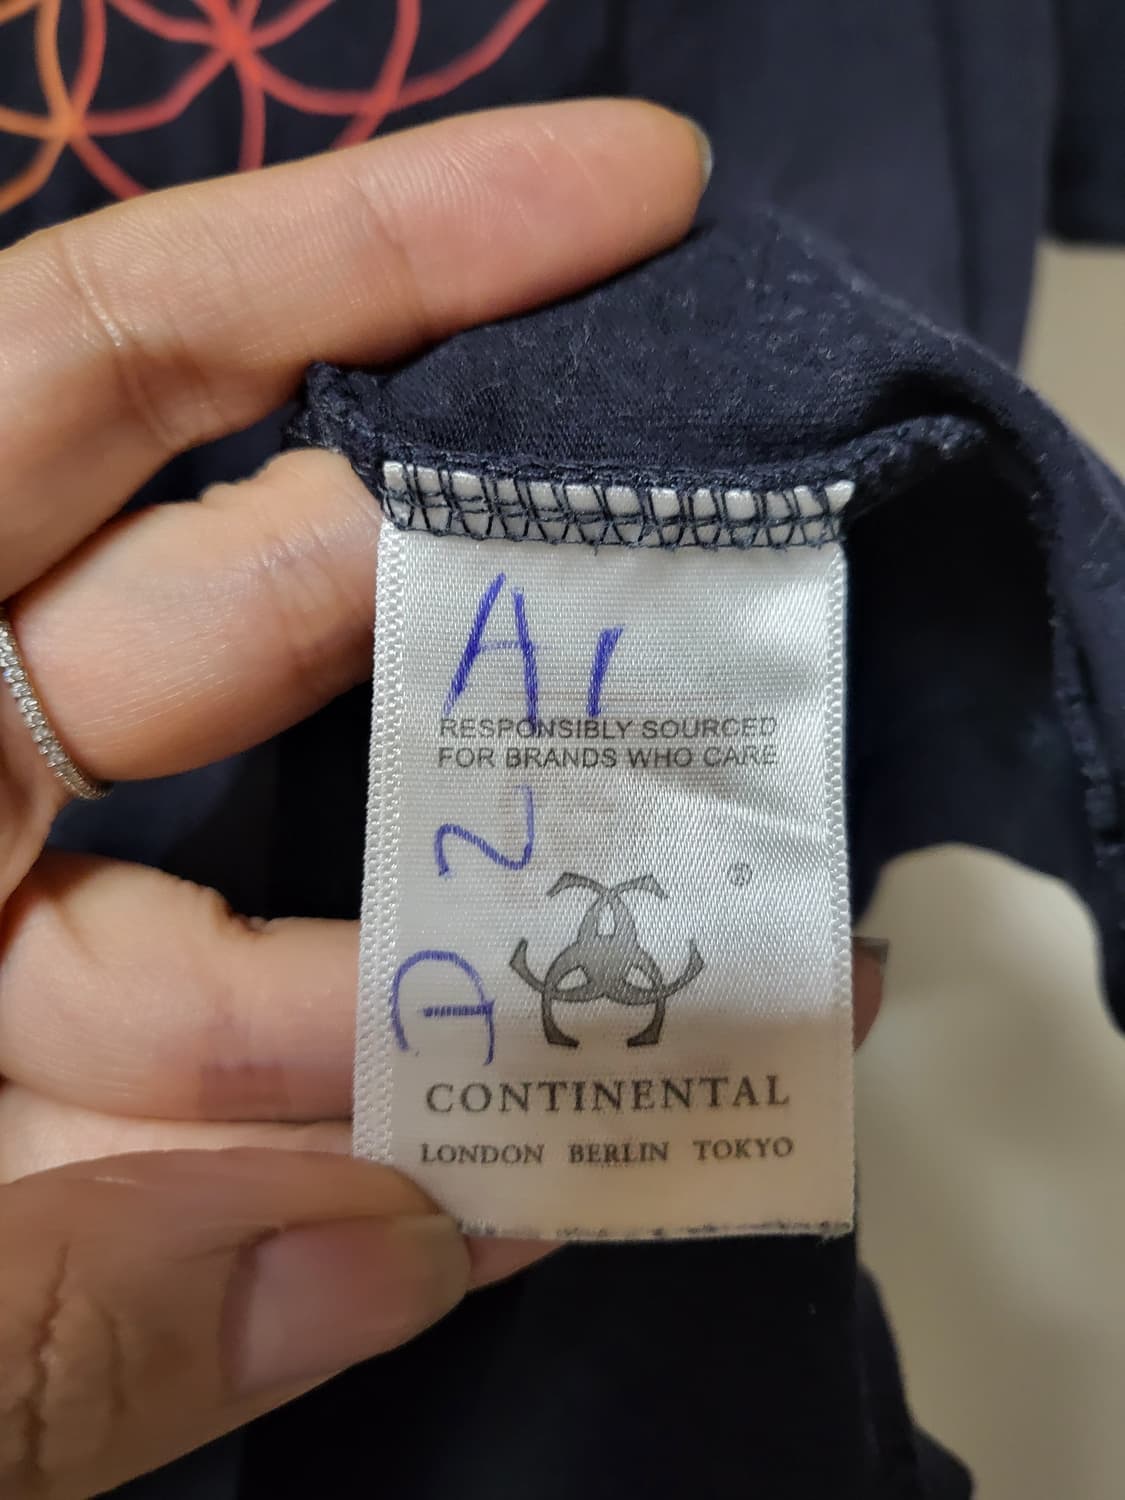 A1
RESPONSIBLY SOURCED
FOR BRANDS WHO CARE
®
CONTINENTAL
LONDON BERLIN TOKYO